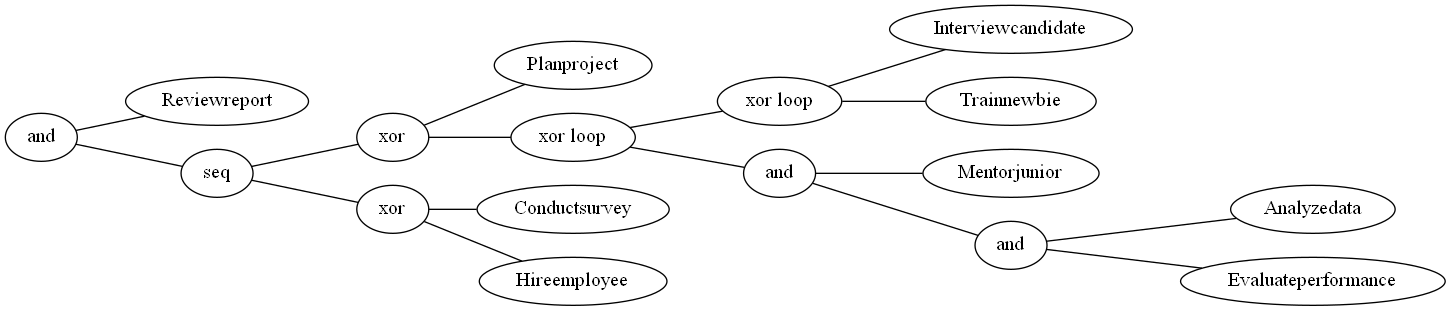 Interviewcandidate
Planproject
Reviewreport
xor loop
Trainnewbie
and
xor
xor loop
seq
and
Mentorjunior
xor
Conductsurvey
Analyzedata
and
Hireemployee
Evaluateperformance